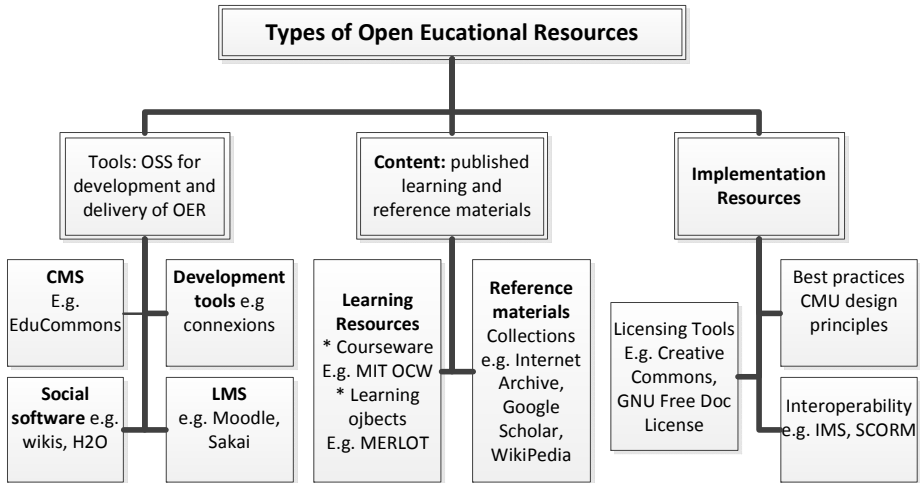 Types of Open Eucational Resources
Tools: OSS for
development and
delivery of OER
Content: published
learning and
reference materials
Implementation
Resources
CMS
E.g.
EduCommons
Development
tools e.g
connexions
Social
software e.g.
wikis, H2O
LMS
e.g. Moodle,
Sakai
Learning
Resources
* Courseware
E.g. MIT OCW
* Learning
ojbects
E.g. MERLOT
Reference
materials
Collections
e.g. Internet
Archive,
Google
Scholar,
WikiPedia
Licensing Tools
E.g. Creative
Commons,
GNU Free Doc
License
Best practices
CMU design
principles
Interoperability
e.g. IMS, SCORM